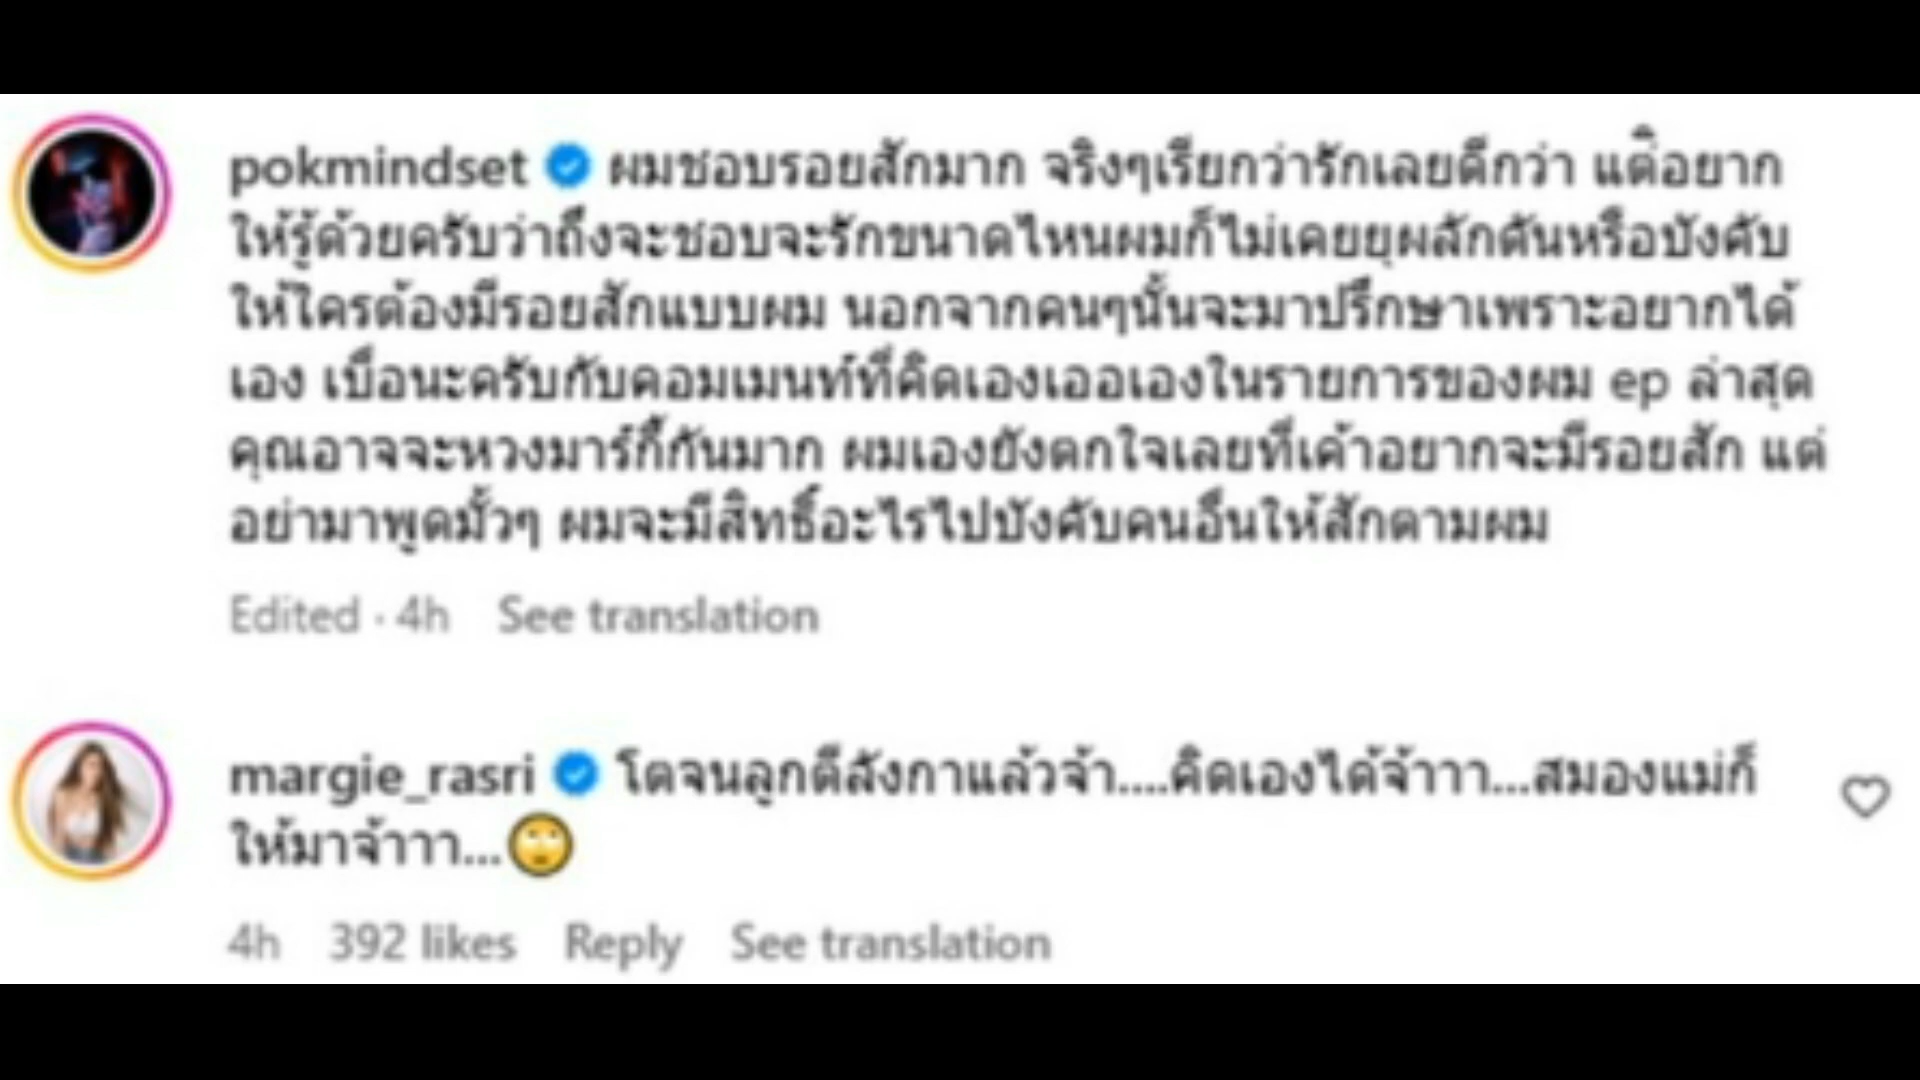 pokmindset ผมชอบรอยสักมาก จริงๆเรียกว่ารักเลยดีกว่า แต่อยาก
ให้รู้ด้วยครับว่าถึงจะชอบจะรักขนาดไหนผมก็ไม่เคยยุผลักดันหรือบังคับ
ให้ใครต้องมีรอยสักแบบผม นอกจากคนๆนั้นจะมาปรึกษาเพราะอยากได้
เอง เบื่อนะครับกับคอมเมนท์ที่คิดเองเออเองในรายการของผม ep ล่าสุด
คุณอาจจะหวงมาร์กี้กันมาก ผมเองยังตกใจเลยที่เค้าอยากจะมีรอยสัก แต่
อย่ามาพูดมั้วๆ ผมจะมีสิทธิ์อะไรไปบังคับคนอื่นให้สักตามผม
Edited · 4h See translation
margie_rasri โตจนลูกตีลังกาแล้วจ้า....คิดเองได้จ้าาา...สมองแม่ก็
ให้มาจ้าาา...🙄
4h 392 likes Reply See translation